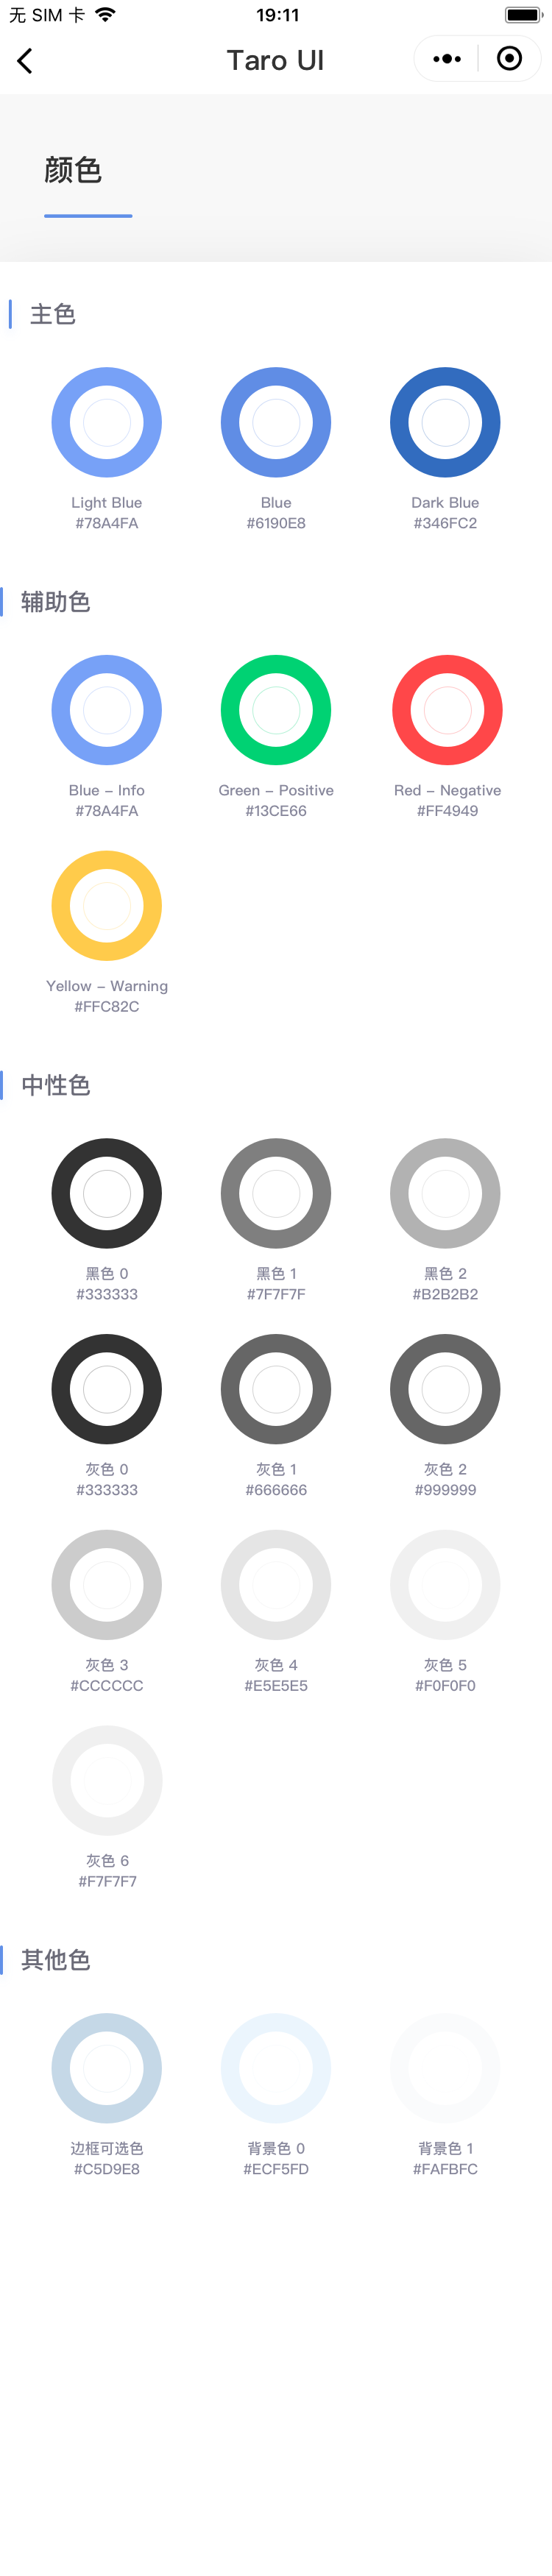 无 SIM 卡 19:11
Taro UI
颜色
主色
Light Blue Blue Dark Blue
#78A4FA #6190E8 #346FC2
辅助色
Blue – Info Green – Positive Red – Negative
#78A4FA #13CE66 #FF4949
Yellow – Warning
#FFC82C
中性色
黑色 0 黑色 1 黑色 2
#333333 #7F7F7F #B2B2B2
灰色 0 灰色 1 灰色 2
#333333 #666666 #999999
灰色 3 灰色 4 灰色 5
#CCCCCC #E5E5E5 #F0F0F0
灰色 6
#F7F7F7
其他色
边框可选色 背景色 0 背景色 1
#C5D9E8 #ECF5FD #FAFBFC